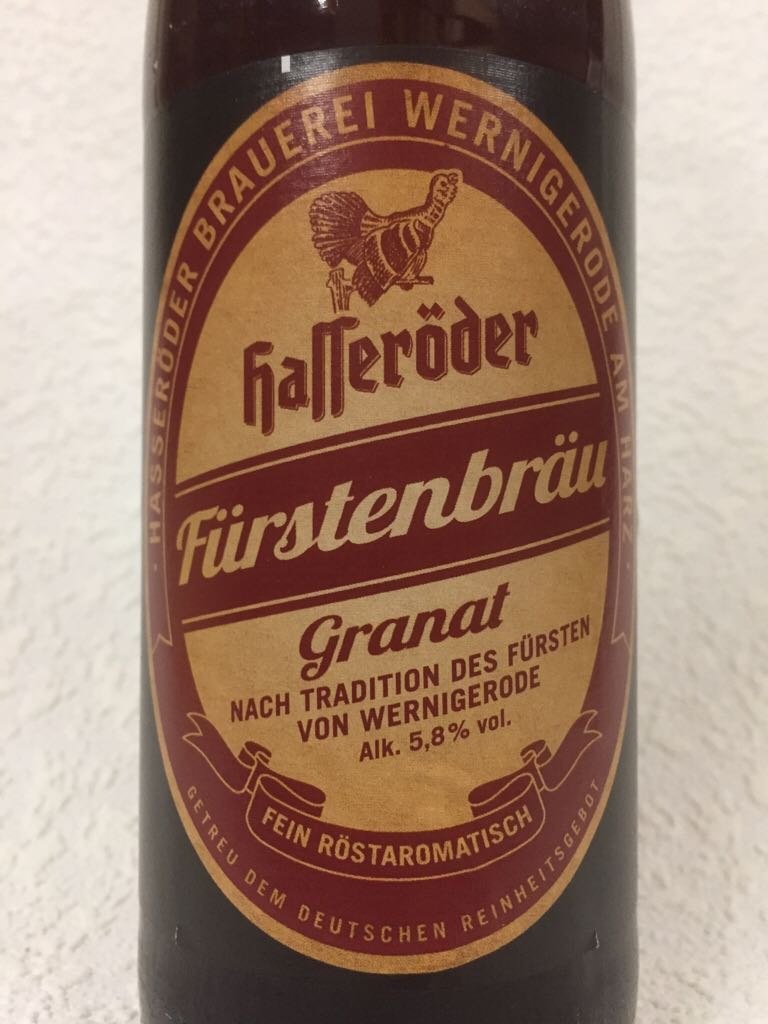 · HASSERÖDER BRAUEREI WERNIGERODE AM HARZ ·
Hasseröder
Fürstenbräu
Granat
NACH TRADITION DES FÜRSTEN
VON WERNIGERODE
Alk. 5,8% vol.
FEIN RÖSTAROMATISCH
GETREU DEM DEUTSCHEN REINHEITSGEBOT